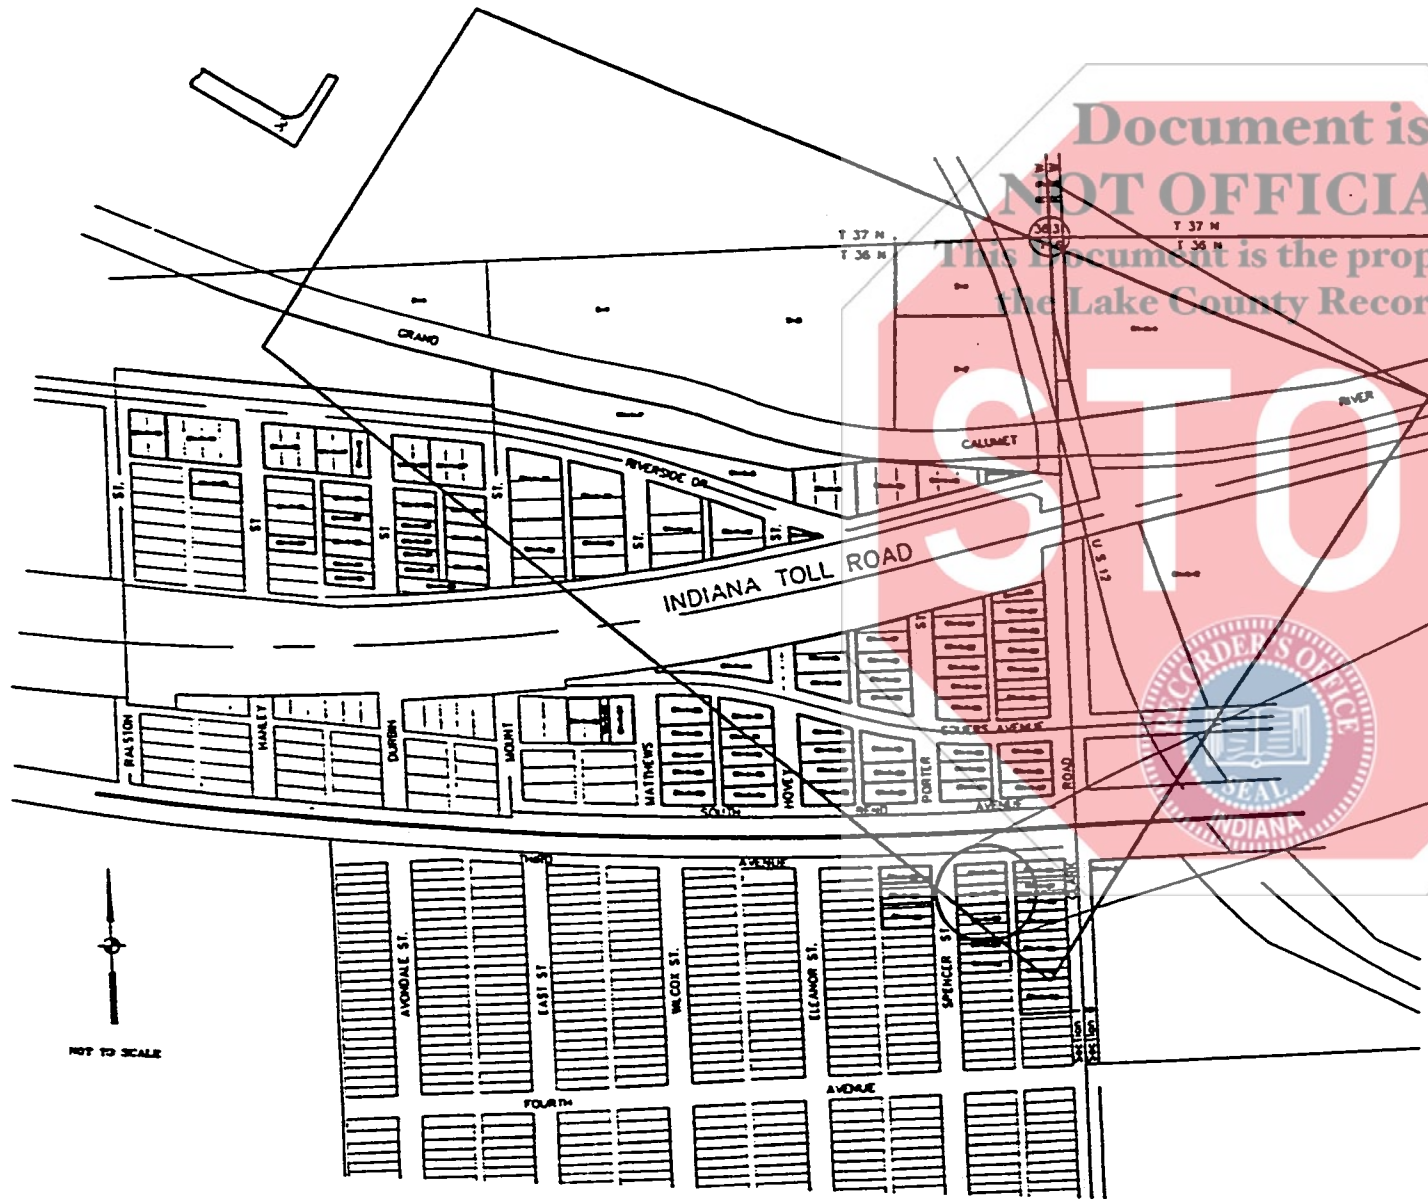 Document is
NOT OFFICIA
This Document is the prop
the Lake County Recor
STO
T 37 N
T 36 N
T 37 N
T 36 N
GRAND
RIVER
CALUMET
RIVERSIDE DR.
ST.
ST
ST
ST.
ST.
ST.
INDIANA TOLL ROAD
U S 12
ST.
RECORDER'S OFFICE
SEAL
INDIANA
RALSTON
HANLEY
DURBIN
MOUNT
MATHEWS
HOVEY
PORTER
ROAD
AVENUE
SOUTH
BEND
AVENUE
THIRD
AVENUE
CLARK
AVONDALE ST.
EAST ST
WILCOX ST.
ELEANOR ST.
SPENCER ST
NOT TO SCALE
FOURTH
AVENUE